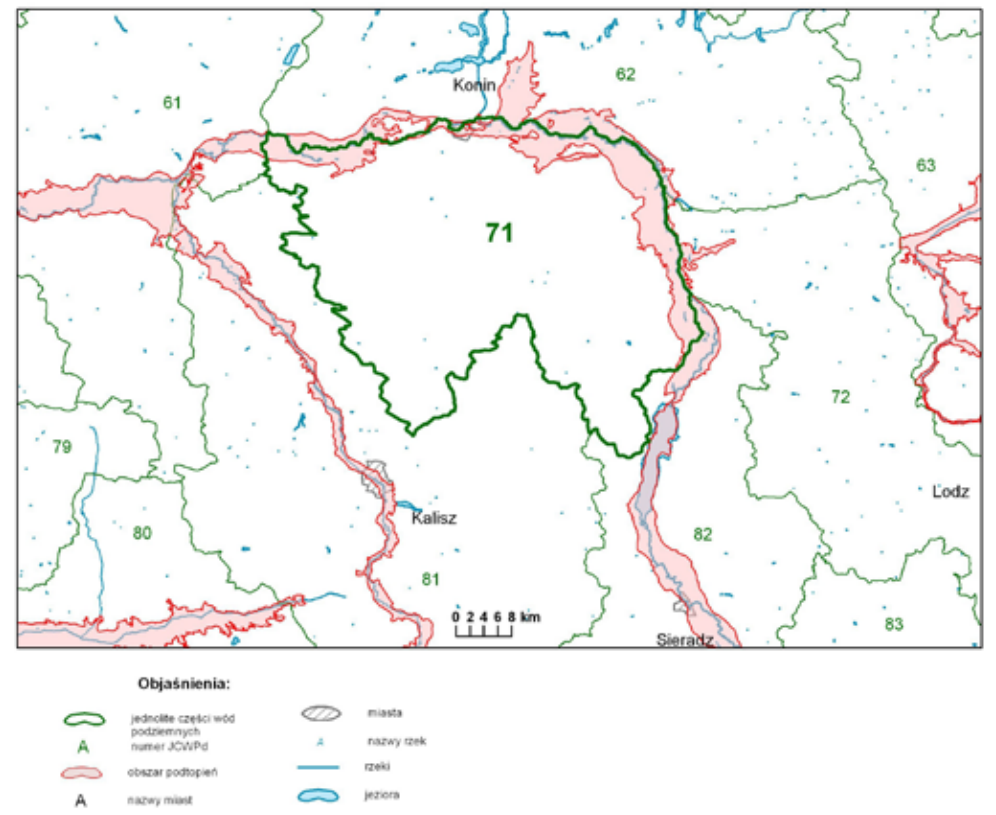 Konin
62
61
63
71
72
79
Lodz
Kalisz
80
82
81
0 2 4 6 8 km
83
Sieradz
Objaśnienia:
jednolite części wód
podziemnych
A numer JCWPd
obszar podtopień
A nazwy miast
miasta
A nazwy rzek
rzeki
jeziora